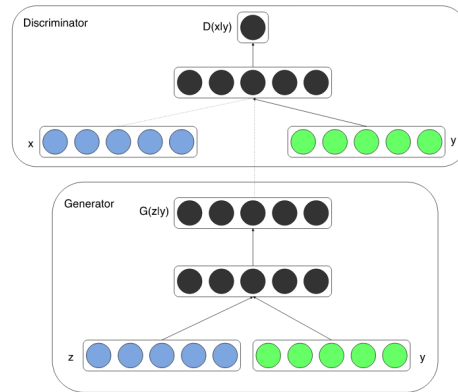 Discriminator
D(x|y)
x
y
Generator
G(z|y)
z
y